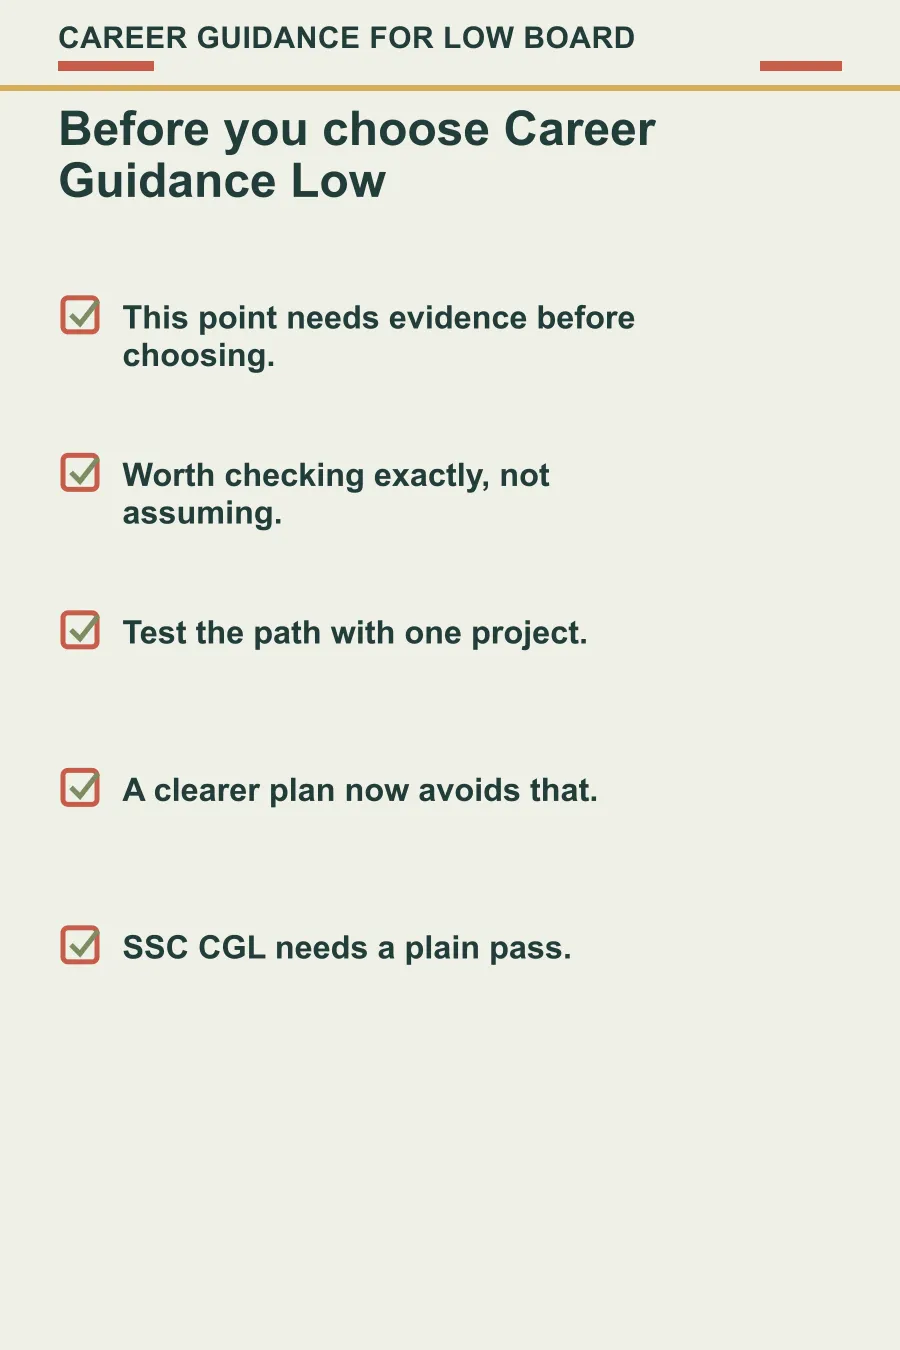 CAREER GUIDANCE FOR LOW BOARD
Before you choose Career
Guidance Low
This point needs evidence before
choosing.
Worth checking exactly, not
assuming.
Test the path with one project.
A clearer plan now avoids that.
SSC CGL needs a plain pass.